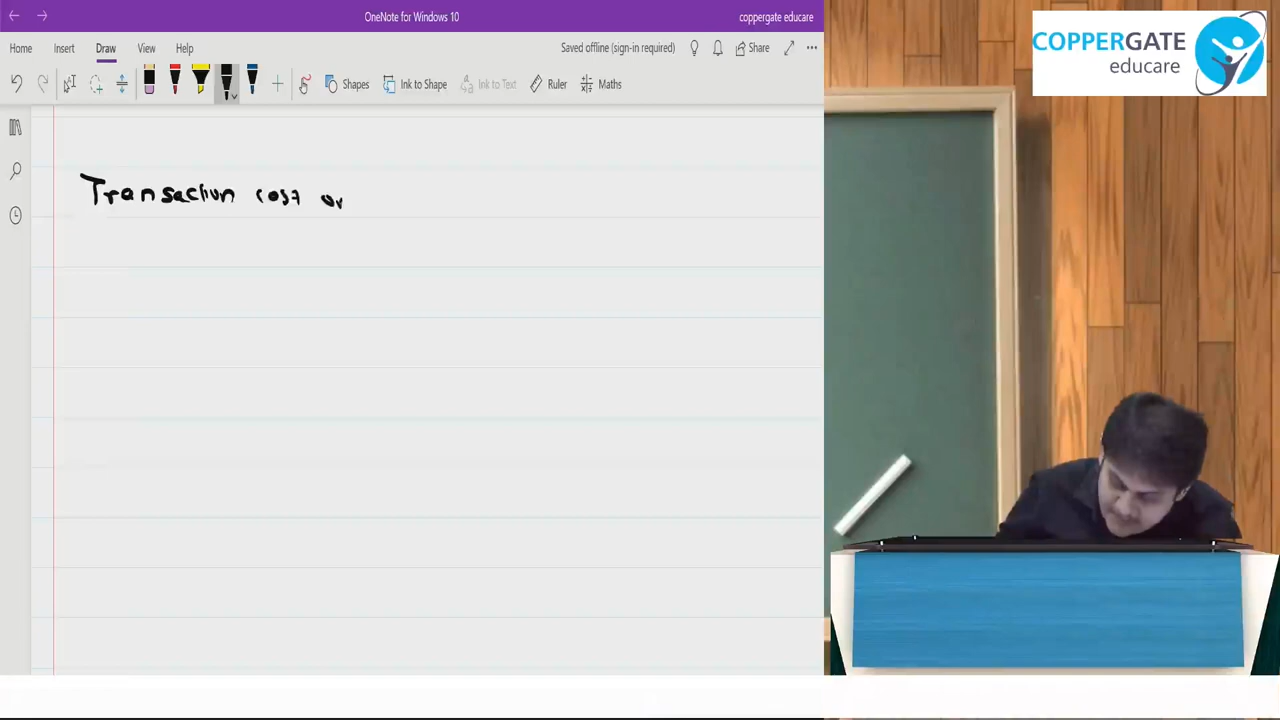 OneNote for Windows 10
coppergate educare
Home Insert Draw View Help
Saved offline (sign-in required)
Share
Shapes
Ink to Shape
Ink to Text
Ruler
Maths
Transaction cost
COPPERGATE
educare